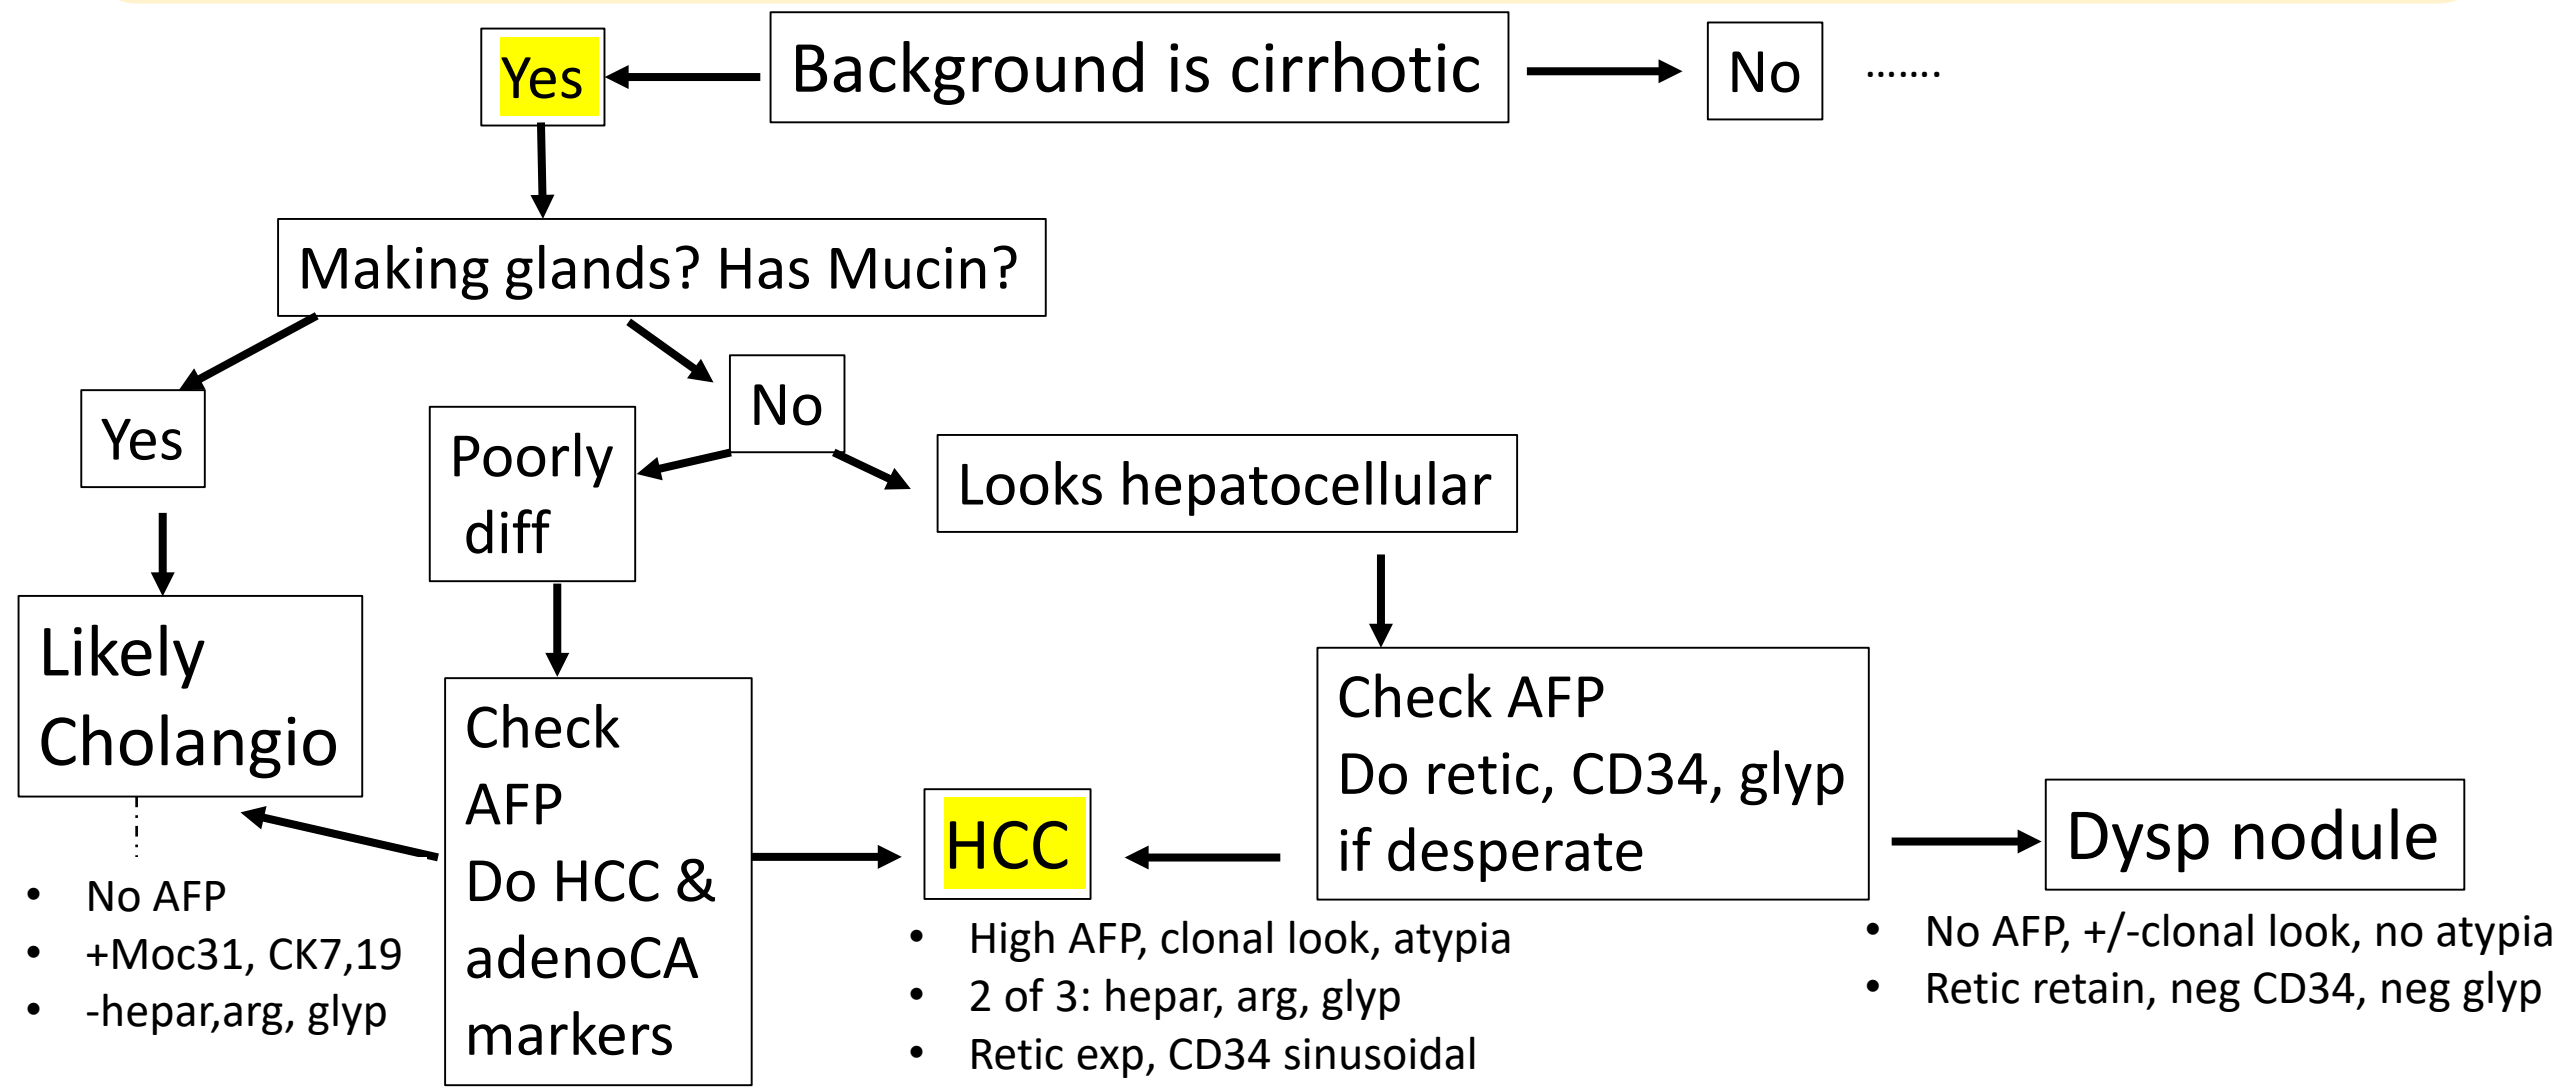 Background is cirrhotic
Yes
No
.......
Making glands? Has Mucin?
Yes
No
Poorly
diff
Looks hepatocellular
Likely
Cholangio
• No AFP
• +Moc31, CK7,19
• -hepar,arg, glyp
Check
AFP
Do HCC &
adenoCA
markers
HCC
• High AFP, clonal look, atypia
• 2 of 3: hepar, arg, glyp
• Retic exp, CD34 sinusoidal
Check AFP
Do retic, CD34, glyp
if desperate
Dysp nodule
• No AFP, +/-clonal look, no atypia
• Retic retain, neg CD34, neg glyp